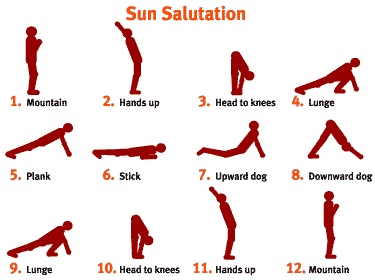 Sun Salutation
1. Mountain
2. Hands up
3. Head to knees
4. Lunge
5. Plank
6. Stick
7. Upward dog
8. Downward dog
9. Lunge
10. Head to knees
11. Hands up
12. Mountain